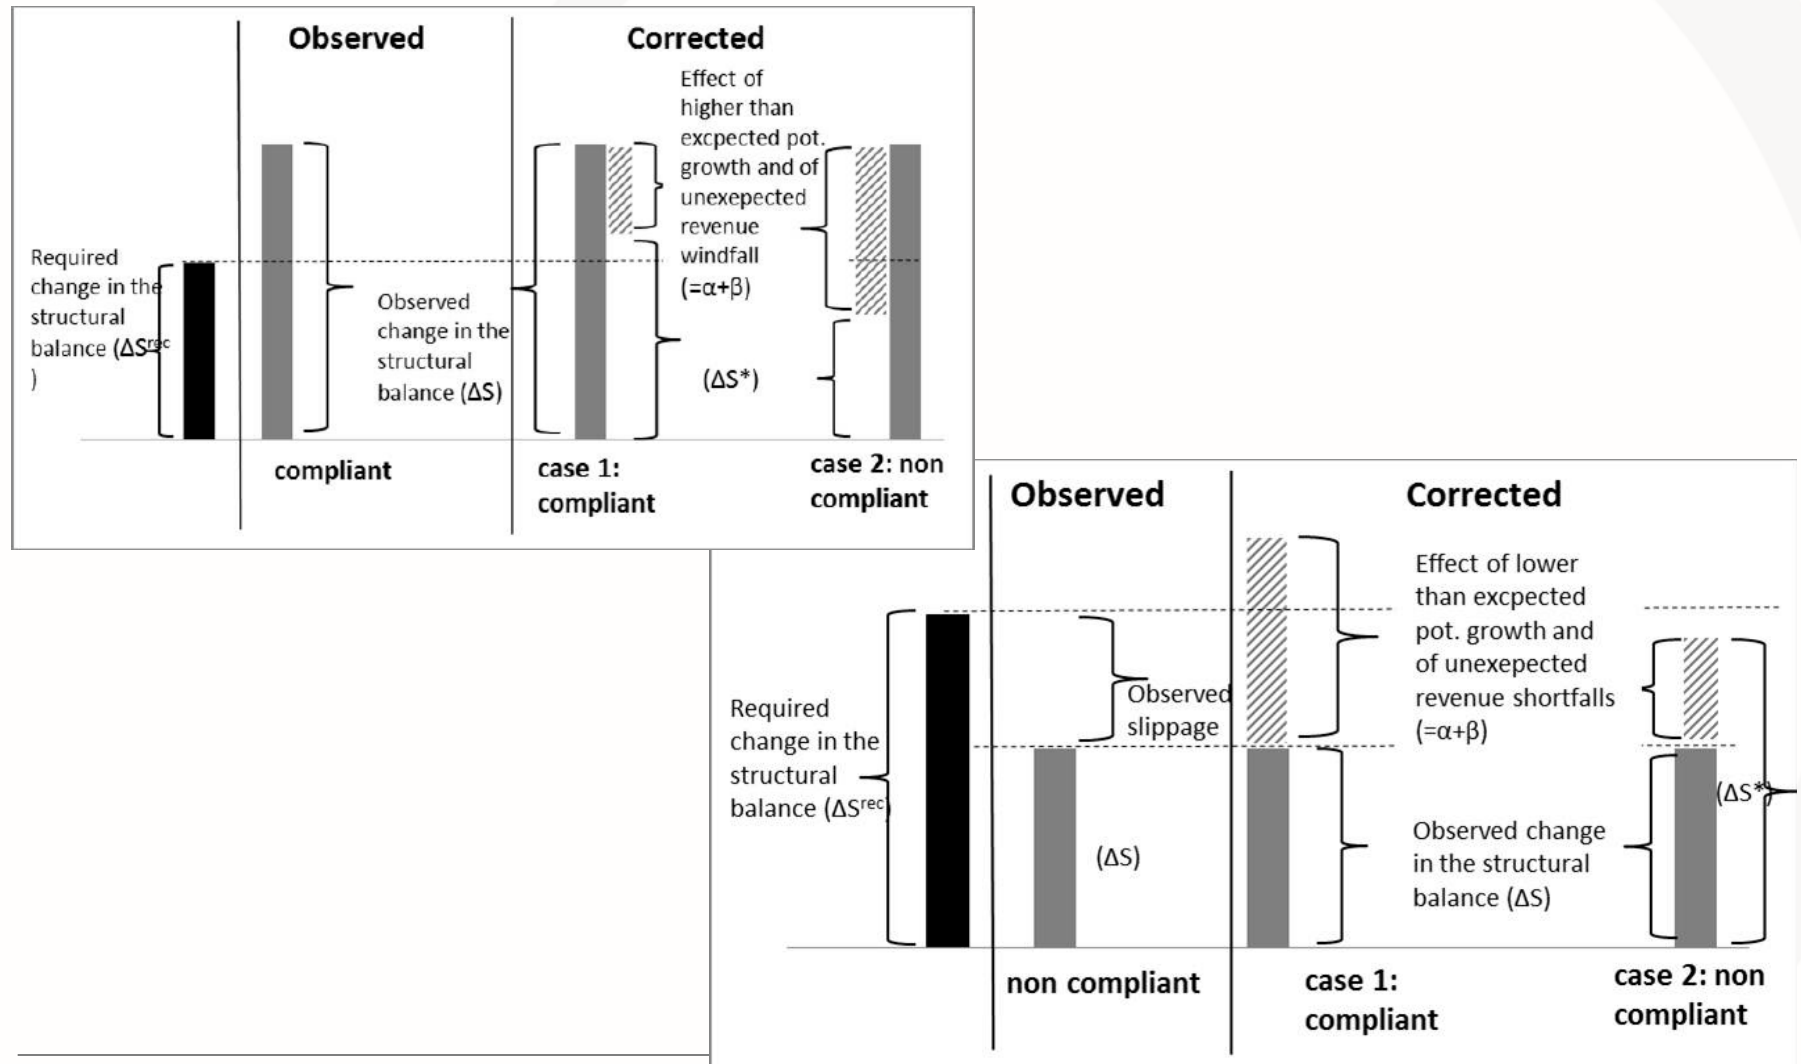 Observed
Corrected
Required
change in the
structural
balance (ΔSʳᵉᶜ
)
Observed
change in the
structural
balance (ΔS)
Effect of
higher than
excpected pot.
growth and of
unexepected
revenue
windfall
(=α+β)
(ΔS*)
compliant
case 1:
compliant
case 2: non
compliant
Observed
Corrected
Required
change in the
structural
balance (ΔSʳᵉᶜ)
Observed
slippage
(ΔS)
Effect of lower
than excpected
pot. growth and
of unexepected
revenue shortfalls
(=α+β)
Observed change
in the structural
balance (ΔS)
(ΔS*)
non compliant
case 1:
compliant
case 2: non
compliant